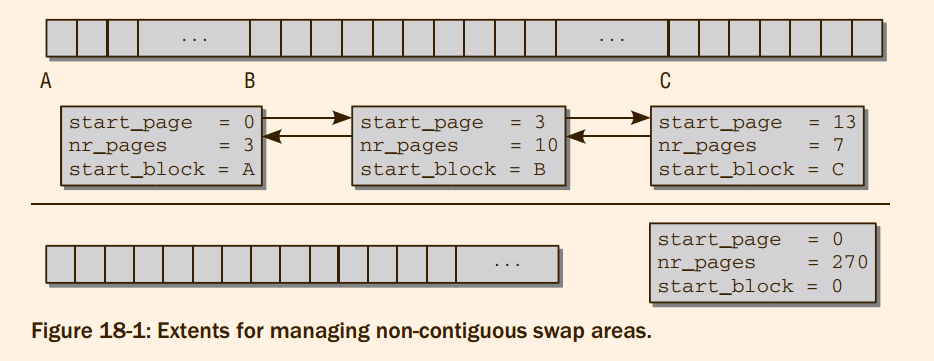 ... ...
A B C
start_page = 0
nr_pages = 3
start_block = A
start_page = 3
nr_pages = 10
start_block = B
start_page = 13
nr_pages = 7
start_block = C
...
start_page = 0
nr_pages = 270
start_block = 0
Figure 18-1: Extents for managing non-contiguous swap areas.